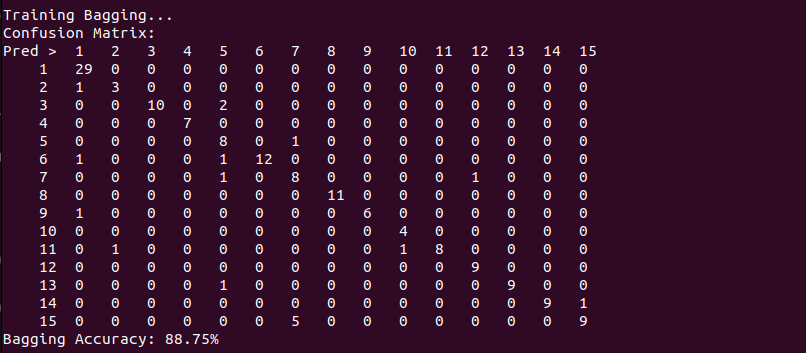 Training Bagging...
Confusion Matrix:
Pred >  1   2   3   4   5   6   7   8   9   10  11  12  13  14  15
    1   29  0   0   0   0   0   0   0   0   0   0   0   0   0   0
    2   1   3   0   0   0   0   0   0   0   0   0   0   0   0   0
    3   0   0   10  0   2   0   0   0   0   0   0   0   0   0   0
    4   0   0   0   7   0   0   0   0   0   0   0   0   0   0   0
    5   0   0   0   0   8   0   1   0   0   0   0   0   0   0   0
    6   1   0   0   0   1   12  0   0   0   0   0   0   0   0   0
    7   0   0   0   0   1   0   8   0   0   0   0   1   0   0   0
    8   0   0   0   0   0   0   0   11  0   0   0   0   0   0   0
    9   1   0   0   0   0   0   0   0   6   0   0   0   0   0   0
    10  0   0   0   0   0   0   0   0   0   4   0   0   0   0   0
    11  0   1   0   0   0   0   0   0   0   1   8   0   0   0   0
    12  0   0   0   0   0   0   0   0   0   0   0   9   0   0   0
    13  0   0   0   0   1   0   0   0   0   0   0   0   9   0   0
    14  0   0   0   0   0   0   0   0   0   0   0   0   0   9   1
    15  0   0   0   0   0   0   5   0   0   0   0   0   0   0   9
Bagging Accuracy: 88.75%